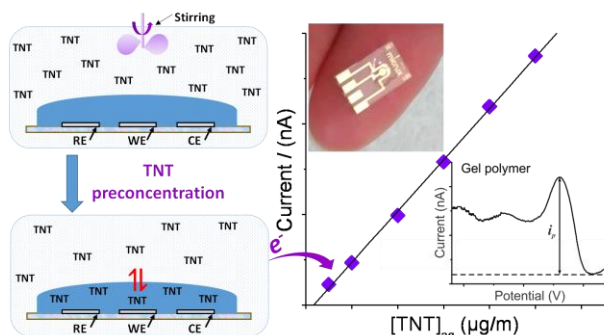 Stirring
TNT TNT TNT TNT
TNT TNT TNT TNT
TNT TNT TNT TNT
RE WE CE
TNT
preconcentration
TNT TNT
TNT TNT
TNT TNT TNT
TNT TNT TNT
RE WE CE
e-
Current / (nA)
micrux
Gel polymer
Current (nA)
ip
Potential (V)
[TNT]aq (µg/m)